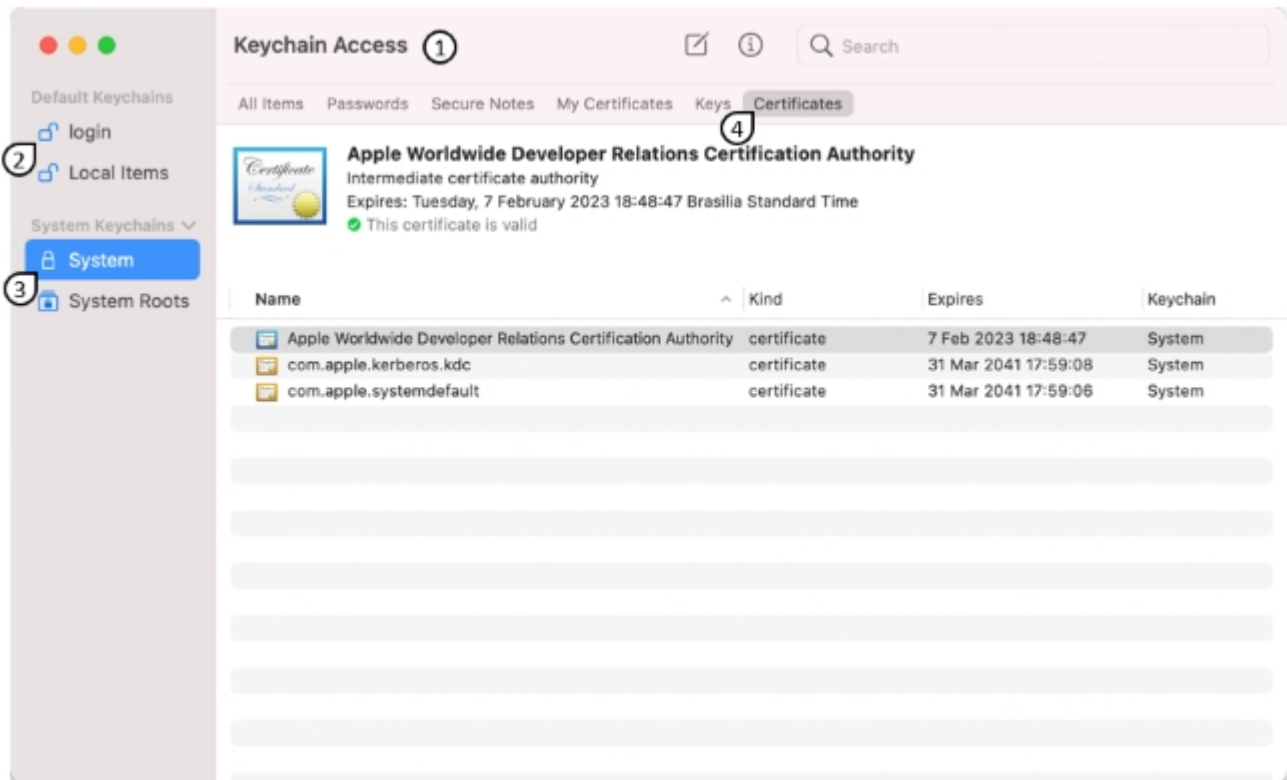 Keychain Access 1 Search
Default Keychains
login
2
Local Items
System Keychains
System
3
System Roots
All Items Passwords Secure Notes My Certificates Keys Certificates
4
Certificate
Standard
Apple Worldwide Developer Relations Certification Authority
Intermediate certificate authority
Expires: Tuesday, 7 February 2023 18:48:47 Brasilia Standard Time
This certificate is valid
Name Kind Expires Keychain
Apple Worldwide Developer Relations Certification Authority certificate 7 Feb 2023 18:48:47 System
com.apple.kerberos.kdc certificate 31 Mar 2041 17:59:08 System
com.apple.systemdefault certificate 31 Mar 2041 17:59:06 System